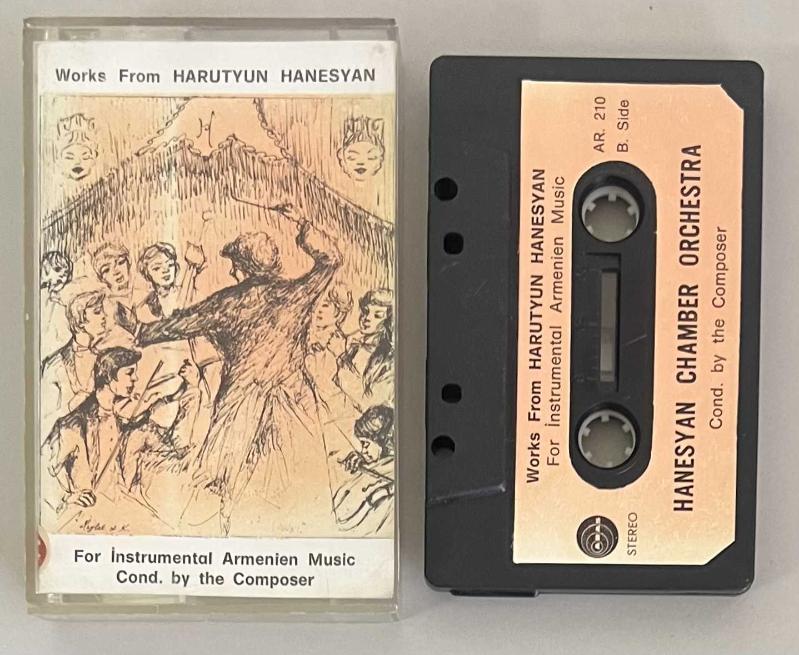 Works From HARUTYUN HANESYAN
For İnstrumental Armenien Music
Cond. by the Composer
Works From HARUTYUN HANESYAN
For İnstrumental Armenien Music
AR. 210
B. Side
STEREO
HANESYAN CHAMBER ORCHESTRA
Cond. by the Composer